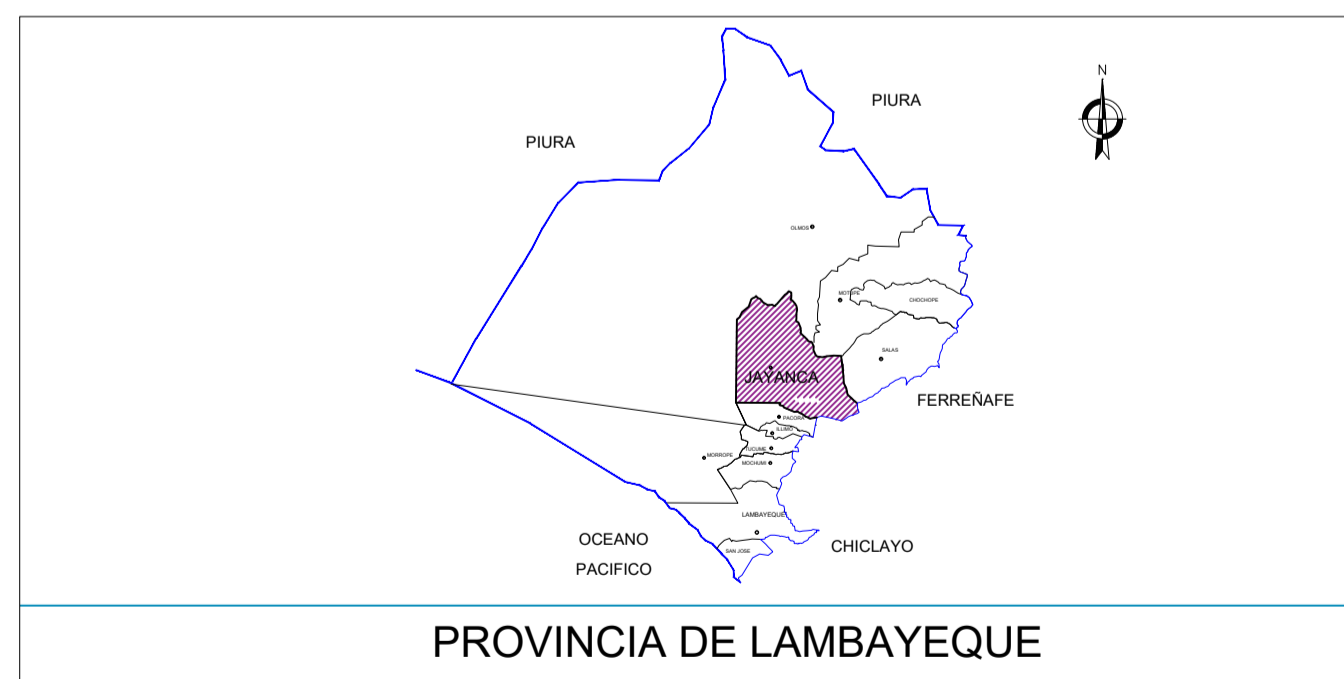 N
PIURA
PIURA
OLMOS
MOTUPE
CHOCHOPE
SALAS
JAYANCA
FERREÑAFE
PACORA
ILLIMO
TUCUME
MORROPE
MOCHUMI
LAMBAYEQUE
OCEANO
PACIFICO
CHICLAYO
SAN JOSE
PROVINCIA DE LAMBAYEQUE